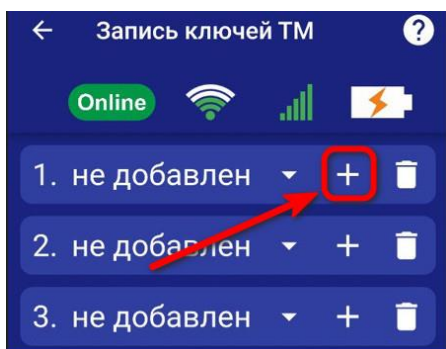 Запись ключей ТМ ?
Online
1. не добавлен
2. не добавлен
3. не добавлен